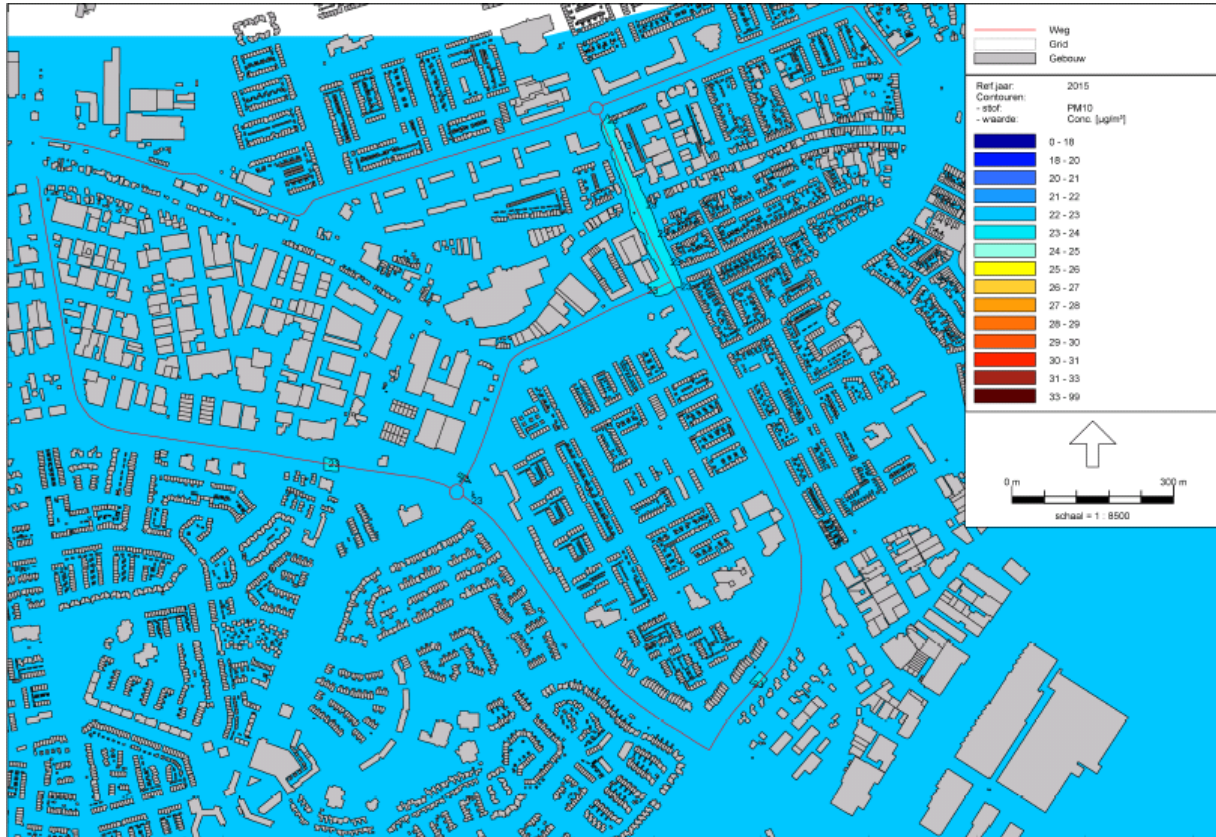 Weg
Grid
Gebouw
Ref.jaar: 2015
Contouren:
- stof: PM10
- waarde: Conc. [µg/m³]
0 - 18
18 - 20
20 - 21
21 - 22
22 - 23
23 - 24
24 - 25
25 - 26
26 - 27
27 - 28
28 - 29
29 - 30
30 - 31
31 - 33
33 - 99
0 m 300 m
schaal = 1 : 8500
23